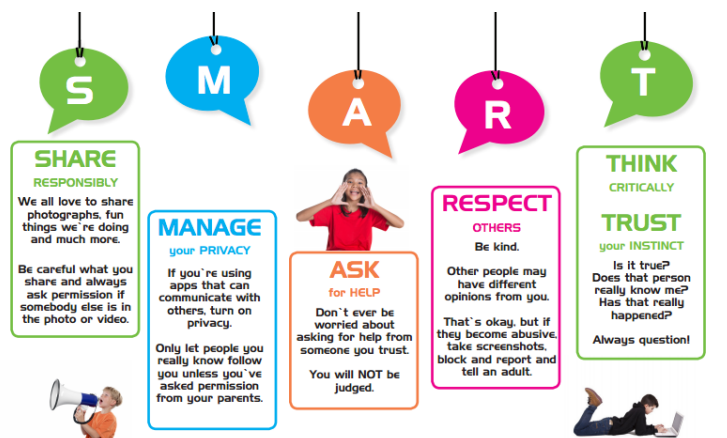 S
M
A
R
T
SHARE
RESPONSIBLY
We all love to share
photographs, fun
things we`re doing
and much more.
Be careful what you
share and always
ask permission if
somebody else is in
the photo or video.
MANAGE
your PRIVACY
If you`re using
apps that can
communicate with
others, turn on
privacy.
Only let people you
really know follow
you unless you`ve
asked permission
from your parents.
ASK
for HELP
Don`t ever be
worried about
asking for help from
someone you trust.
You will NOT be
judged.
RESPECT
OTHERS
Be kind.
Other people may
have different
opinions from you.
That`s okay, but if
they become abusive,
take screenshots,
block and report and
tell an adult.
THINK
CRITICALLY
TRUST
your INSTINCT
Is it true?
Does that person
really know me?
Has that really
happened?
Always question!